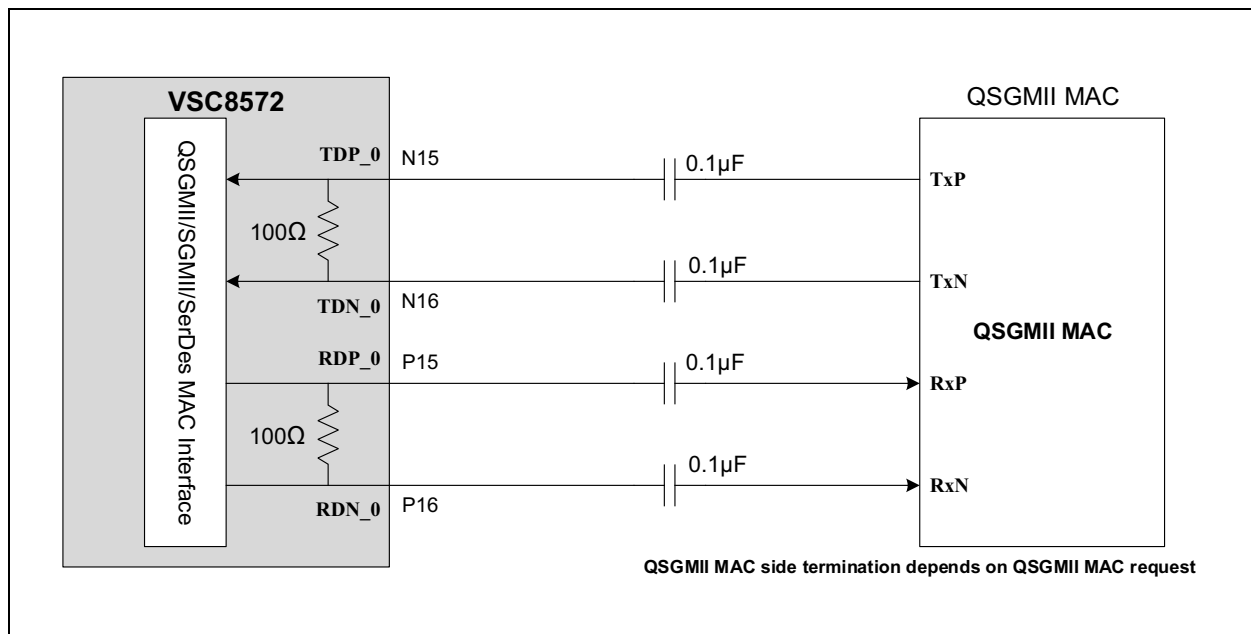 VSC8572
QSGMII MAC
QSGMII/SGMII/SerDes MAC Interface
TDP_0
N15
0.1µF
TxP
100Ω
0.1µF
TDN_0
N16
TxN
QSGMII MAC
RDP_0
P15
0.1µF
RxP
100Ω
0.1µF
RDN_0
P16
RxN
QSGMII MAC side termination depends on QSGMII MAC request